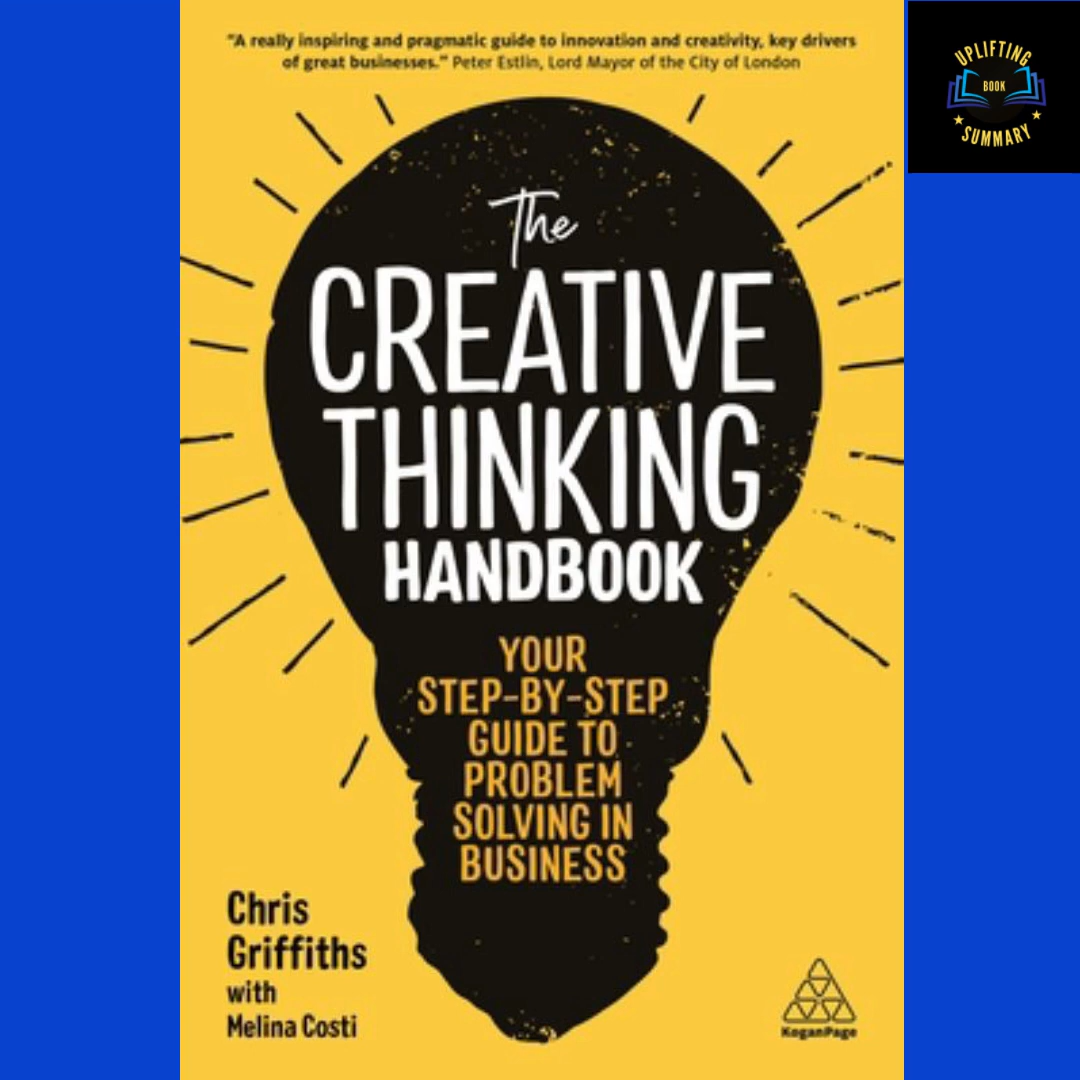 "A really inspiring and pragmatic guide to innovation and creativity, key drivers
of great businesses." Peter Estlin, Lord Mayor of the City of London
UPLIFTING
BOOK
SUMMARY
The
CREATIVE
THINKING
HANDBOOK
YOUR
STEP-BY-STEP
GUIDE TO
PROBLEM
SOLVING IN
BUSINESS
Chris
Griffiths
with
Melina Costi
KoganPage